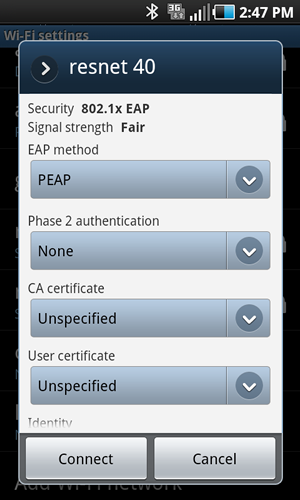 3G
2:47 PM
Wi-Fi settings
resnet 40
Security 802.1x EAP
Signal strength Fair
EAP method
PEAP
Phase 2 authentication
None
CA certificate
Unspecified
User certificate
Unspecified
Identity
Connect
Cancel
Add Wi-Fi network